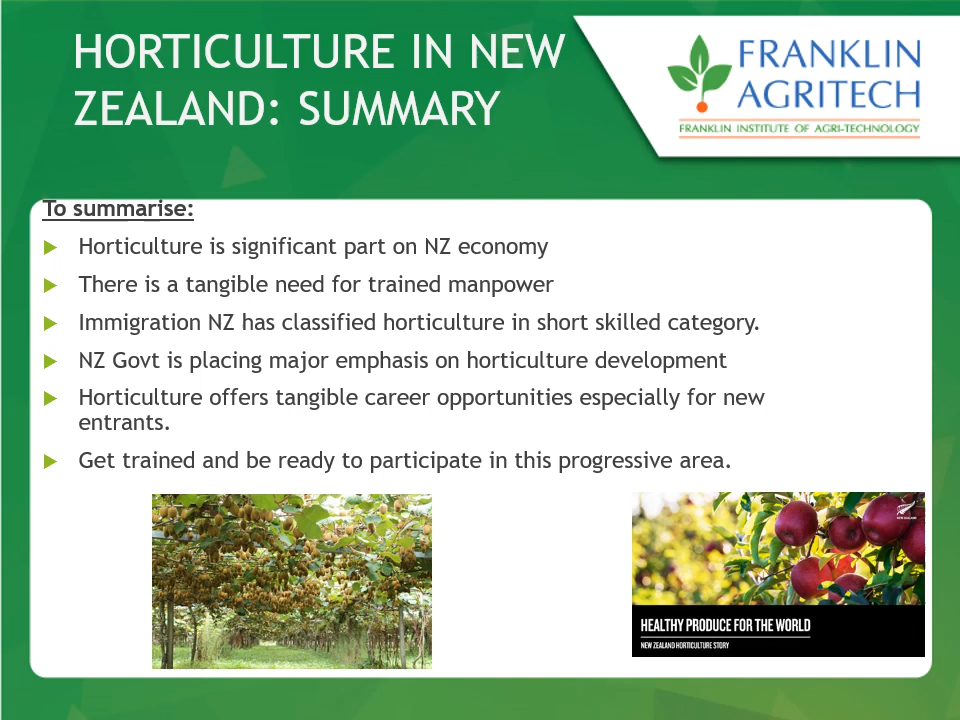 HORTICULTURE IN NEW
ZEALAND: SUMMARY
FRANKLIN
AGRITECH
FRANKLIN INSTITUTE OF AGRI-TECHNOLOGY
To summarise:
Horticulture is significant part on NZ economy
There is a tangible need for trained manpower
Immigration NZ has classified horticulture in short skilled category.
NZ Govt is placing major emphasis on horticulture development
Horticulture offers tangible career opportunities especially for new
entrants.
Get trained and be ready to participate in this progressive area.
NEW ZEALAND
HEALTHY PRODUCE FOR THE WORLD
NEW ZEALAND HORTICULTURE STORY